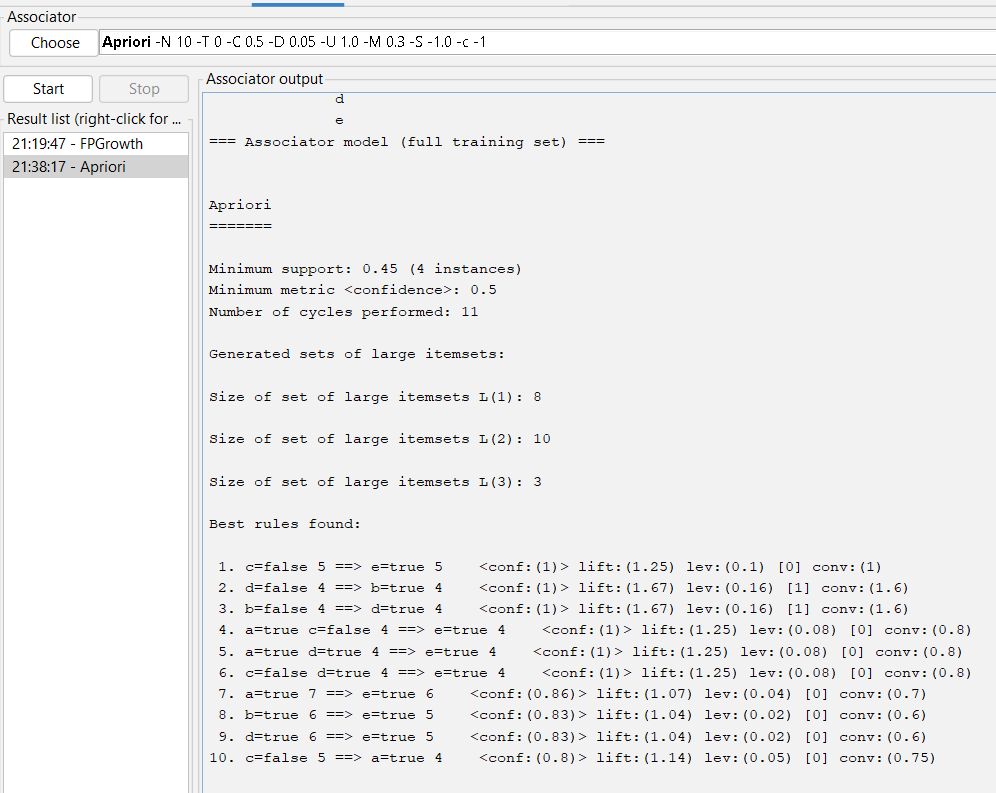 Associator
Choose Apriori -N 10 -T 0 -C 0.5 -D 0.05 -U 1.0 -M 0.3 -S -1.0 -c -1
Start Stop
Result list (right-click for ...
21:19:47 - FPGrowth
21:38:17 - Apriori
Associator output
d
e
=== Associator model (full training set) ===
Apriori
=======
Minimum support: 0.45 (4 instances)
Minimum metric <confidence>: 0.5
Number of cycles performed: 11
Generated sets of large itemsets:
Size of set of large itemsets L(1): 8
Size of set of large itemsets L(2): 10
Size of set of large itemsets L(3): 3
Best rules found:
1. c=false 5 ==> e=true 5    <conf:(1)> lift:(1.25) lev:(0.1) [0] conv:(1)
2. d=false 4 ==> b=true 4    <conf:(1)> lift:(1.67) lev:(0.16) [1] conv:(1.6)
3. b=false 4 ==> d=true 4    <conf:(1)> lift:(1.67) lev:(0.16) [1] conv:(1.6)
4. a=true c=false 4 ==> e=true 4    <conf:(1)> lift:(1.25) lev:(0.08) [0] conv:(0.8)
5. a=true d=true 4 ==> e=true 4    <conf:(1)> lift:(1.25) lev:(0.08) [0] conv:(0.8)
6. c=false d=true 4 ==> e=true 4    <conf:(1)> lift:(1.25) lev:(0.08) [0] conv:(0.8)
7. a=true 7 ==> e=true 6    <conf:(0.86)> lift:(1.07) lev:(0.04) [0] conv:(0.7)
8. b=true 6 ==> e=true 5    <conf:(0.83)> lift:(1.04) lev:(0.02) [0] conv:(0.6)
9. d=true 6 ==> e=true 5    <conf:(0.83)> lift:(1.04) lev:(0.02) [0] conv:(0.6)
10. c=false 5 ==> a=true 4    <conf:(0.8)> lift:(1.14) lev:(0.05) [0] conv:(0.75)